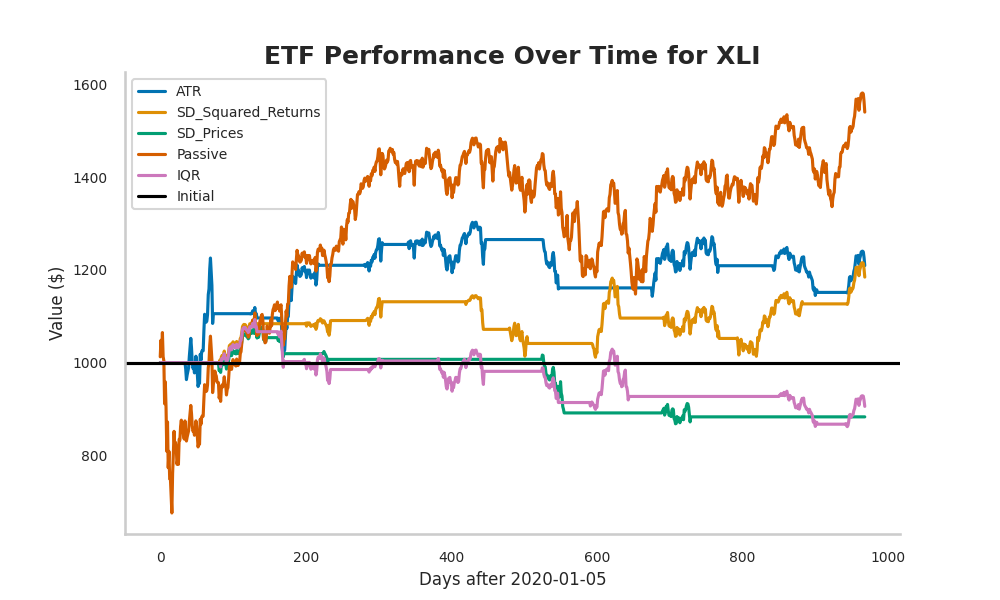 ETF Performance Over Time for XLI
ATR
SD_Squared_Returns
SD_Prices
Passive
IQR
Initial
1600
1400
1200
1000
800
Value ($)
0 200 400 600 800 1000
Days after 2020-01-05